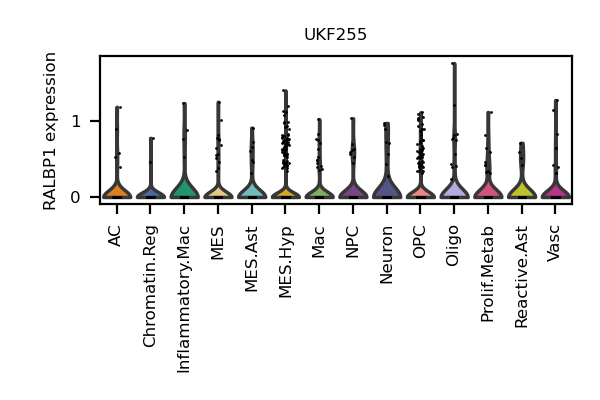 UKF255
RALBP1 expression
1
0
AC
Chromatin.Reg
Inflammatory.Mac
MES
MES.Ast
MES.Hyp
Mac
NPC
Neuron
OPC
Oligo
Prolif.Metab
Reactive.Ast
Vasc